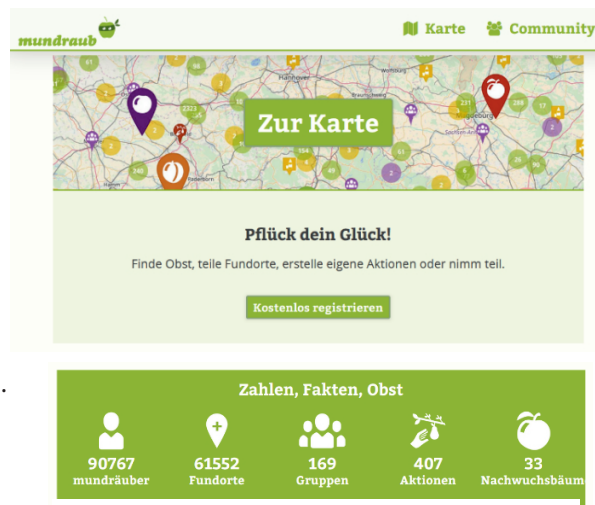 mundraub
Karte Community
Hannover
Zur Karte
Pflück dein Glück!
Finde Obst, teile Fundorte, erstelle eigene Aktionen oder nimm teil.
Kostenlos registrieren
Zahlen, Fakten, Obst
90767 61552 169 407 33
mundräuber Fundorte Gruppen Aktionen Nachwuchsbäum